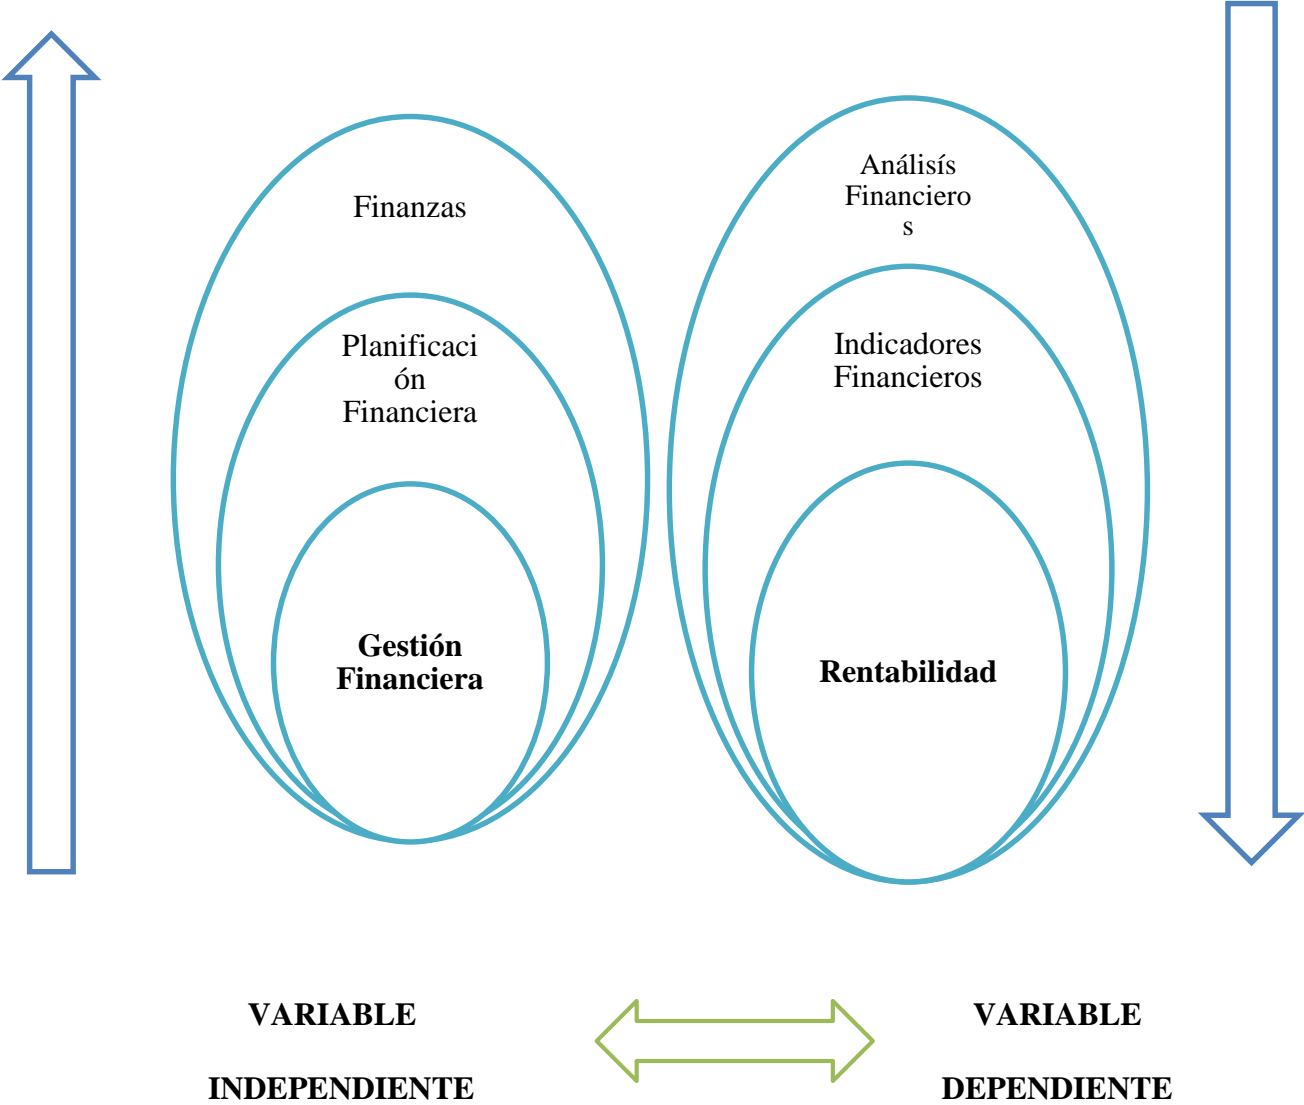 Finanzas
Planificaci
ón
Financiera
Gestión
Financiera
Análisís
Financiero
s
Indicadores
Financieros
Rentabilidad
VARIABLE
INDEPENDIENTE
VARIABLE
DEPENDIENTE